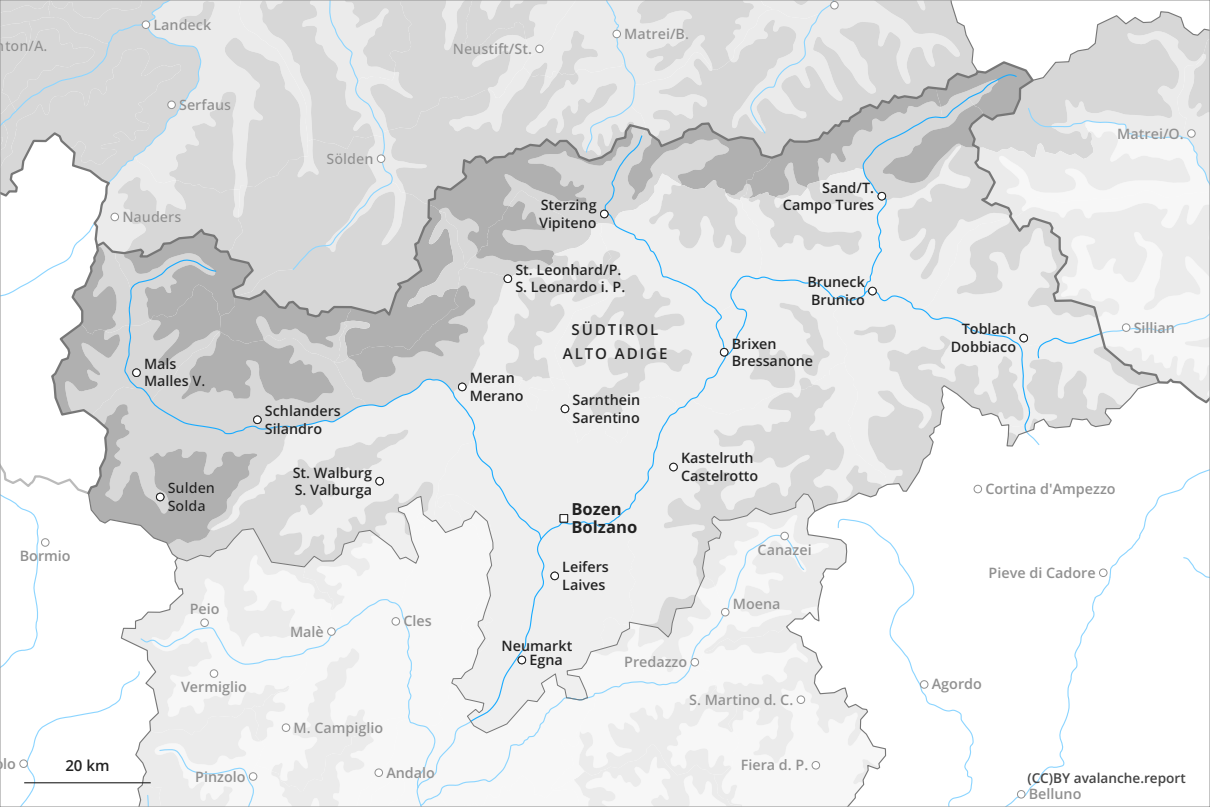 Landeck
Neustift/St.
Matrei/B.
nton/A.
Serfaus
Matrei/O.
Sölden
Sand/T.
Campo Tures
Sterzing
Vipiteno
Nauders
St. Leonhard/P.
S. Leonardo i. P.
Bruneck
Brunico
SÜDTIROL
ALTO ADIGE
Toblach
Dobbiaco
Sillian
Brixen
Bressanone
Mals
Malles V.
Meran
Merano
Sarnthein
Sarentino
Schlanders
Silandro
Kastelruth
Castelrotto
St. Walburg
S. Valburga
Sulden
Solda
Cortina d'Ampezzo
Bozen
Bolzano
Bormio
Canazei
Leifers
Laives
Pieve di Cadore
Peio
Moena
Malè
Cles
Neumarkt
Egna
Predazzo
Vermiglio
Agordo
S. Martino d. C.
M. Campiglio
olo
20 km
Pinzolo
Andalo
Fiera d. P.
(CC)BY avalanche.report
Belluno